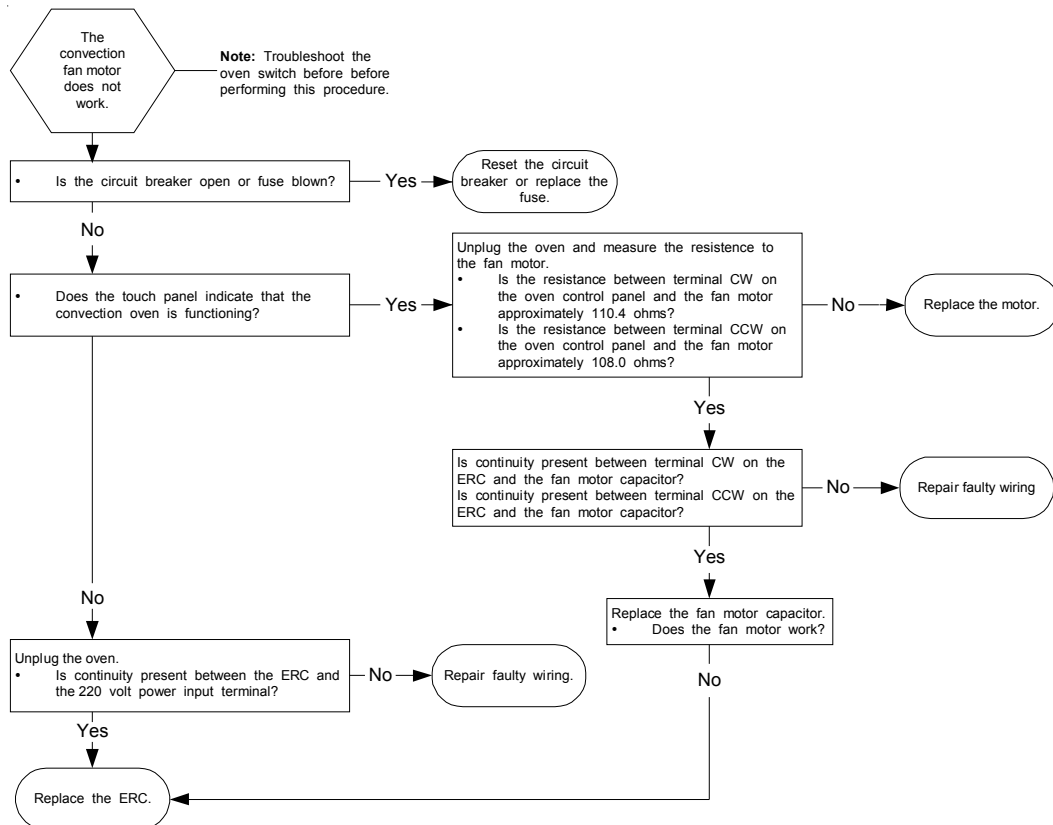 The
convection
fan motor
does not
work.
Note: Troubleshoot the
oven switch before before
performing this procedure.
• Is the circuit breaker open or fuse blown?
Yes
Reset the circuit
breaker or replace the
fuse.
No
• Does the touch panel indicate that the
convection oven is functioning?
Yes
Unplug the oven and measure the resistence to
the fan motor.
• Is the resistance between terminal CW on
the oven control panel and the fan motor
approximately 110.4 ohms?
• Is the resistance between terminal CCW on
the oven control panel and the fan motor
approximately 108.0 ohms?
No
Replace the motor.
Yes
Is continuity present between terminal CW on the
ERC and the fan motor capacitor?
Is continuity present between terminal CCW on the
ERC and the fan motor capacitor?
No
Repair faulty wiring
Yes
Replace the fan motor capacitor.
• Does the fan motor work?
No
No
Unplug the oven.
• Is continuity present between the ERC and
the 220 volt power input terminal?
No
Repair faulty wiring.
Yes
Replace the ERC.